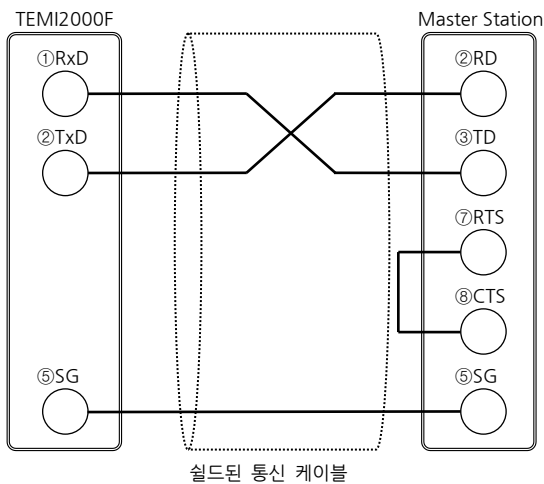 TEMI2000F
Master Station
①RxD
②RD
②TxD
③TD
⑦RTS
⑧CTS
⑤SG
⑤SG
쉴드된 통신 케이블